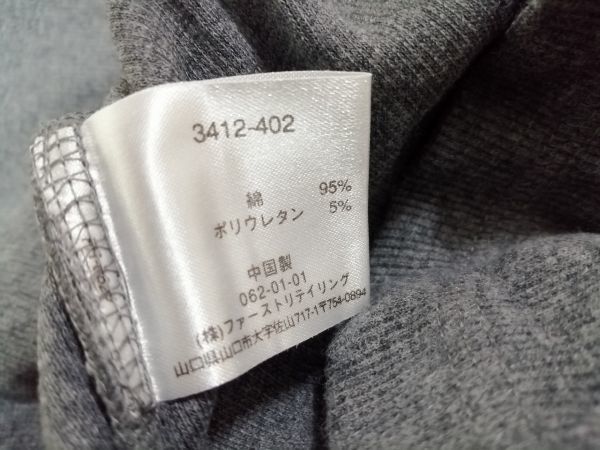 3412-402
綿 95%
ポリウレタン 5%
中国製
062-01-01
(株)ファーストリテイリング
山口県山口市大字佐山717-1〒754-0894